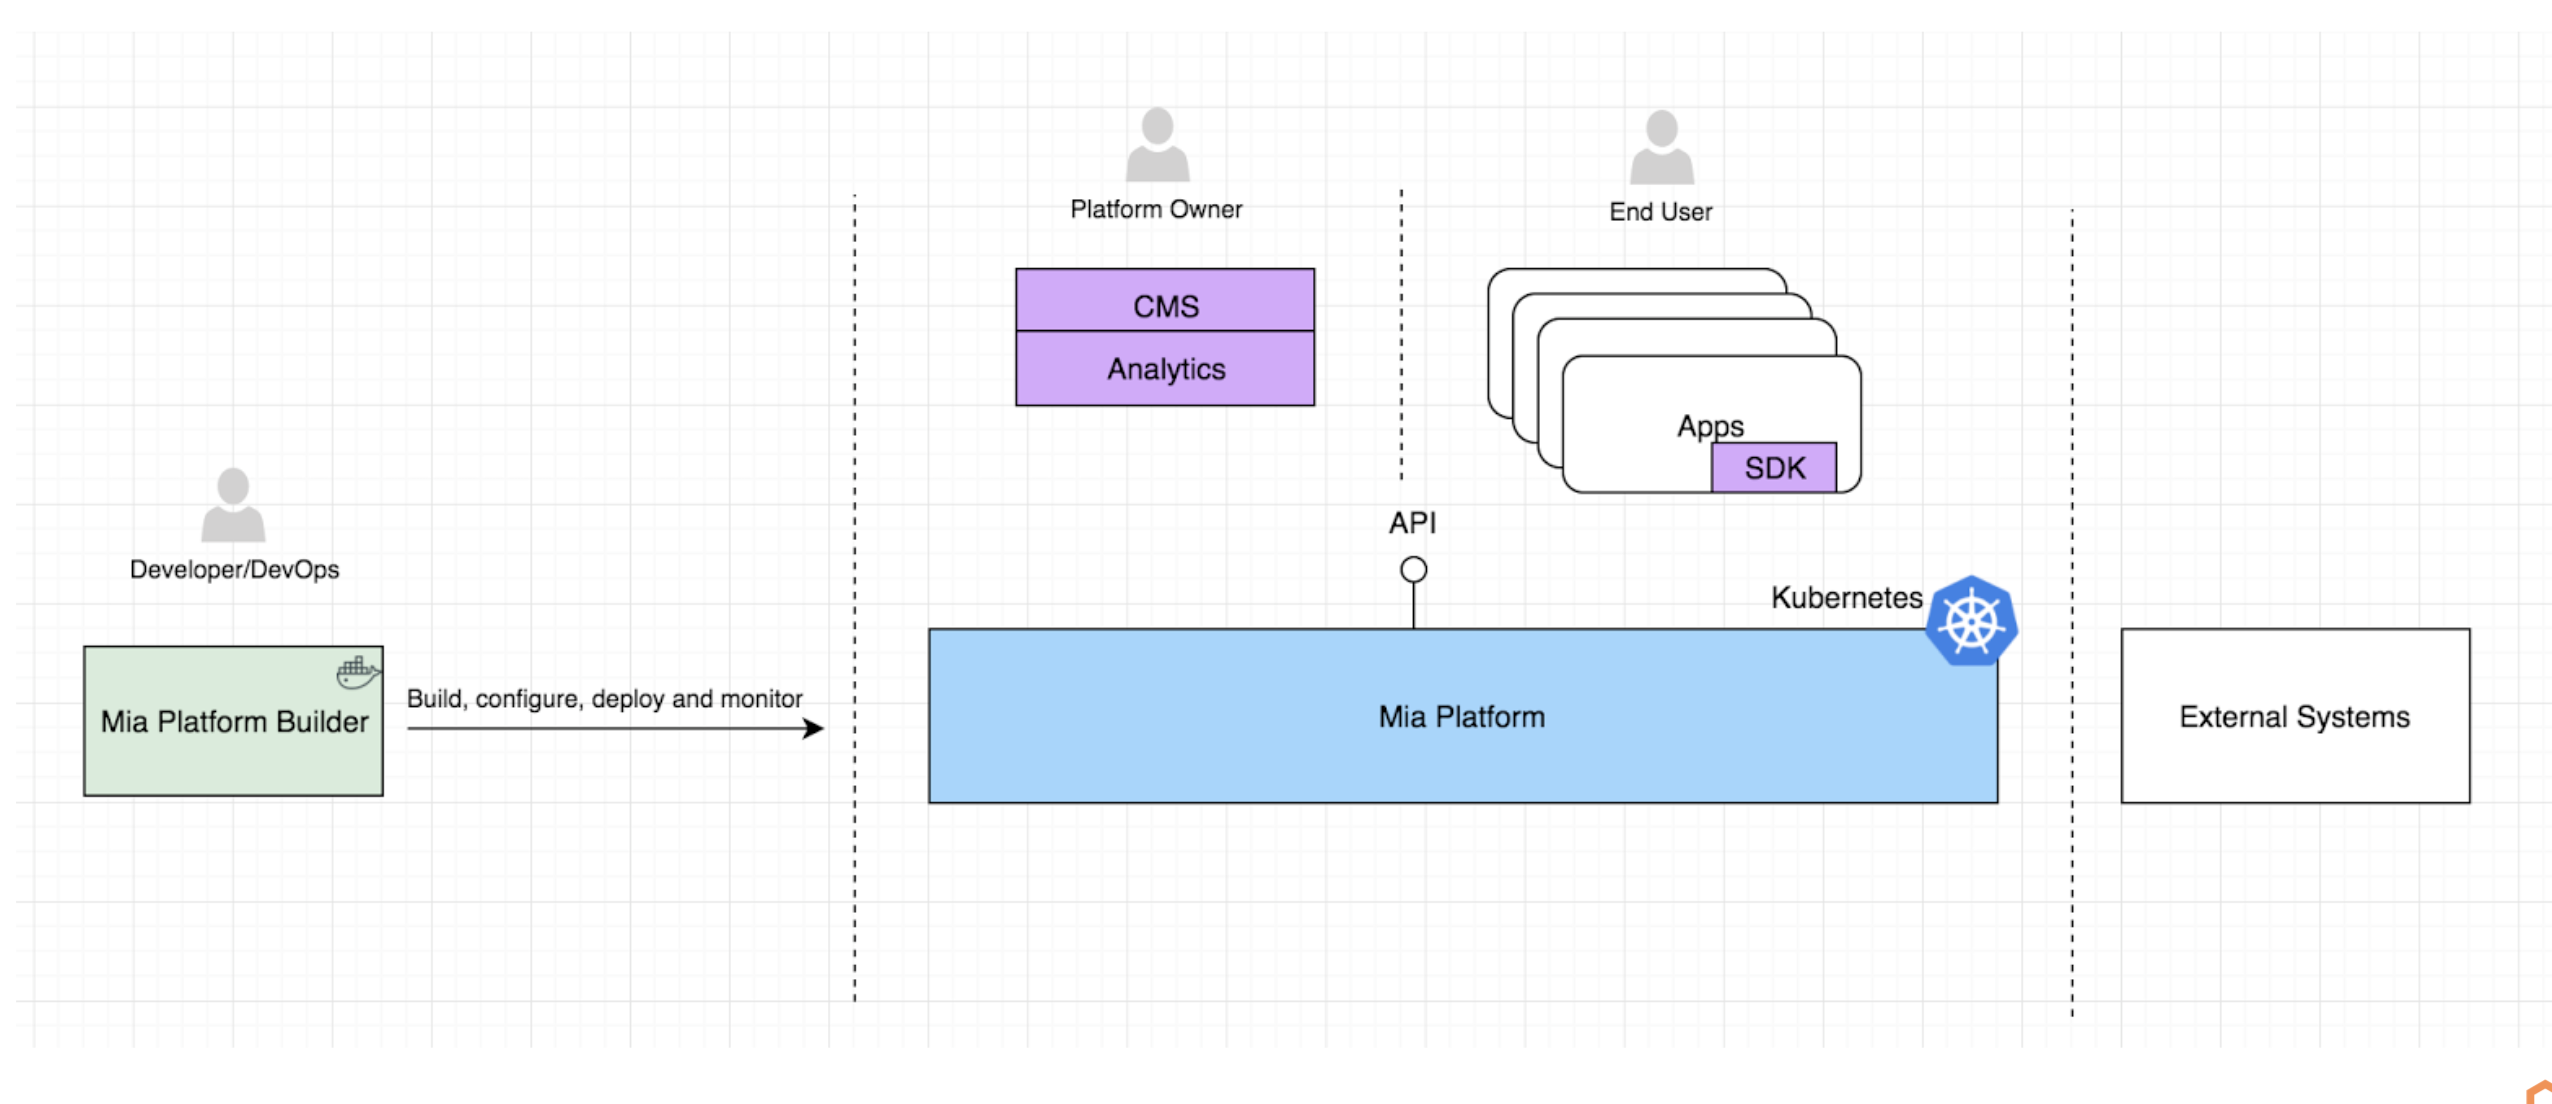 Platform Owner
End User
CMS
Analytics
Apps
SDK
API
Developer/DevOps
Kubernetes
Mia Platform Builder
Build, configure, deploy and monitor
Mia Platform
External Systems